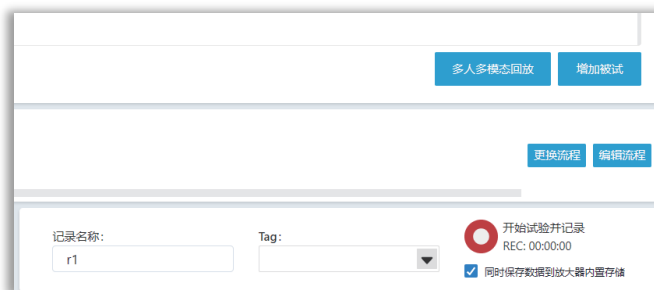 多人多模态回放 增加被试
更换流程 编辑流程
记录名称: Tag: 开始试验并记录
r1 REC: 00:00:00
同时保存数据到放大器内置存储